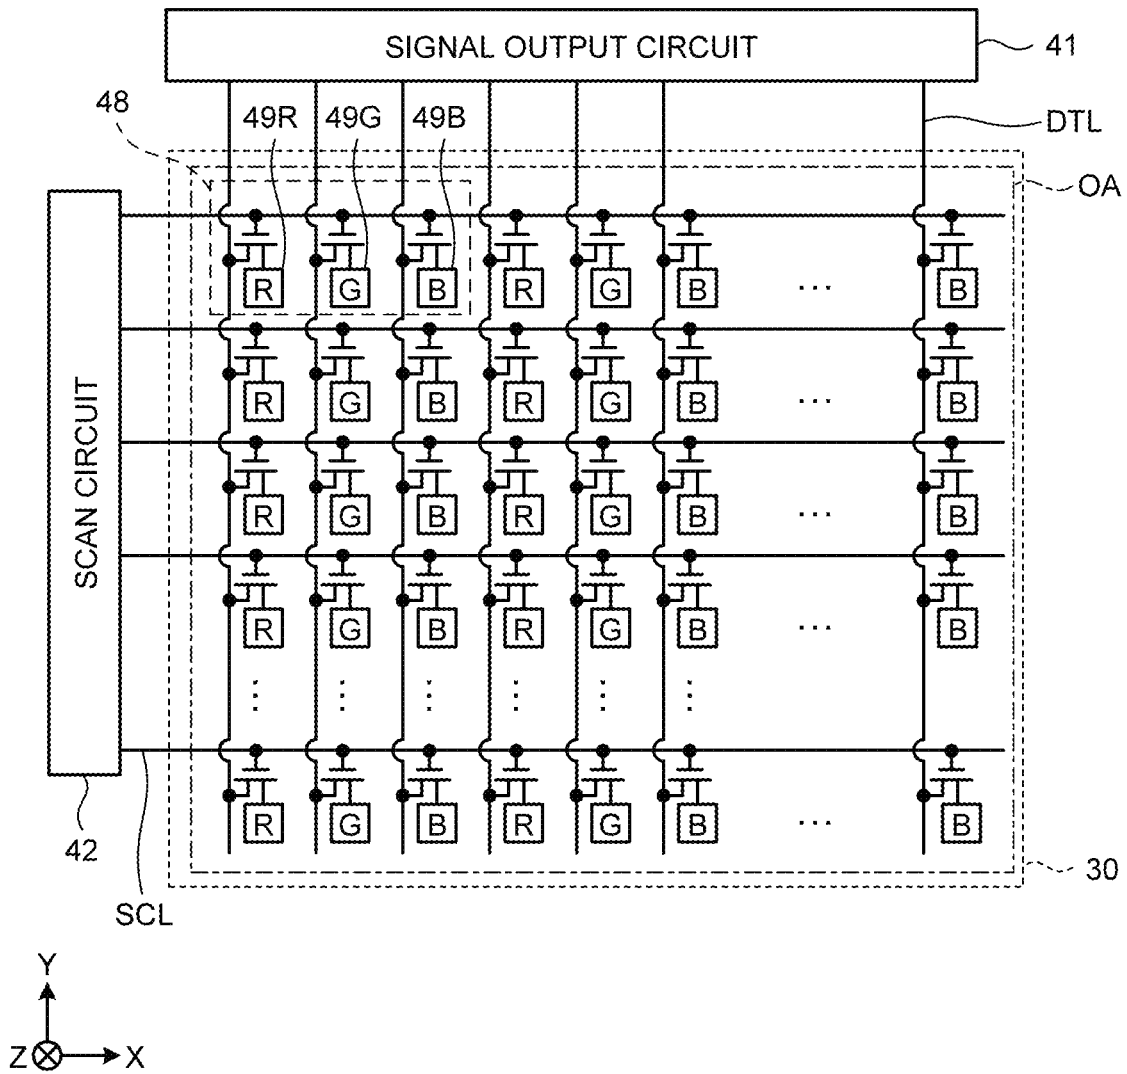 SIGNAL OUTPUT CIRCUIT 41
48 49R 49G 49B DTL
OA
R G B R G B ... B
R G B R G B ... B
SCAN CIRCUIT
R G B R G B ... B
R G B R G B ... B
... ... ... ... ... ...
R G B R G B ... B
42
SCL
30
Y
Z X